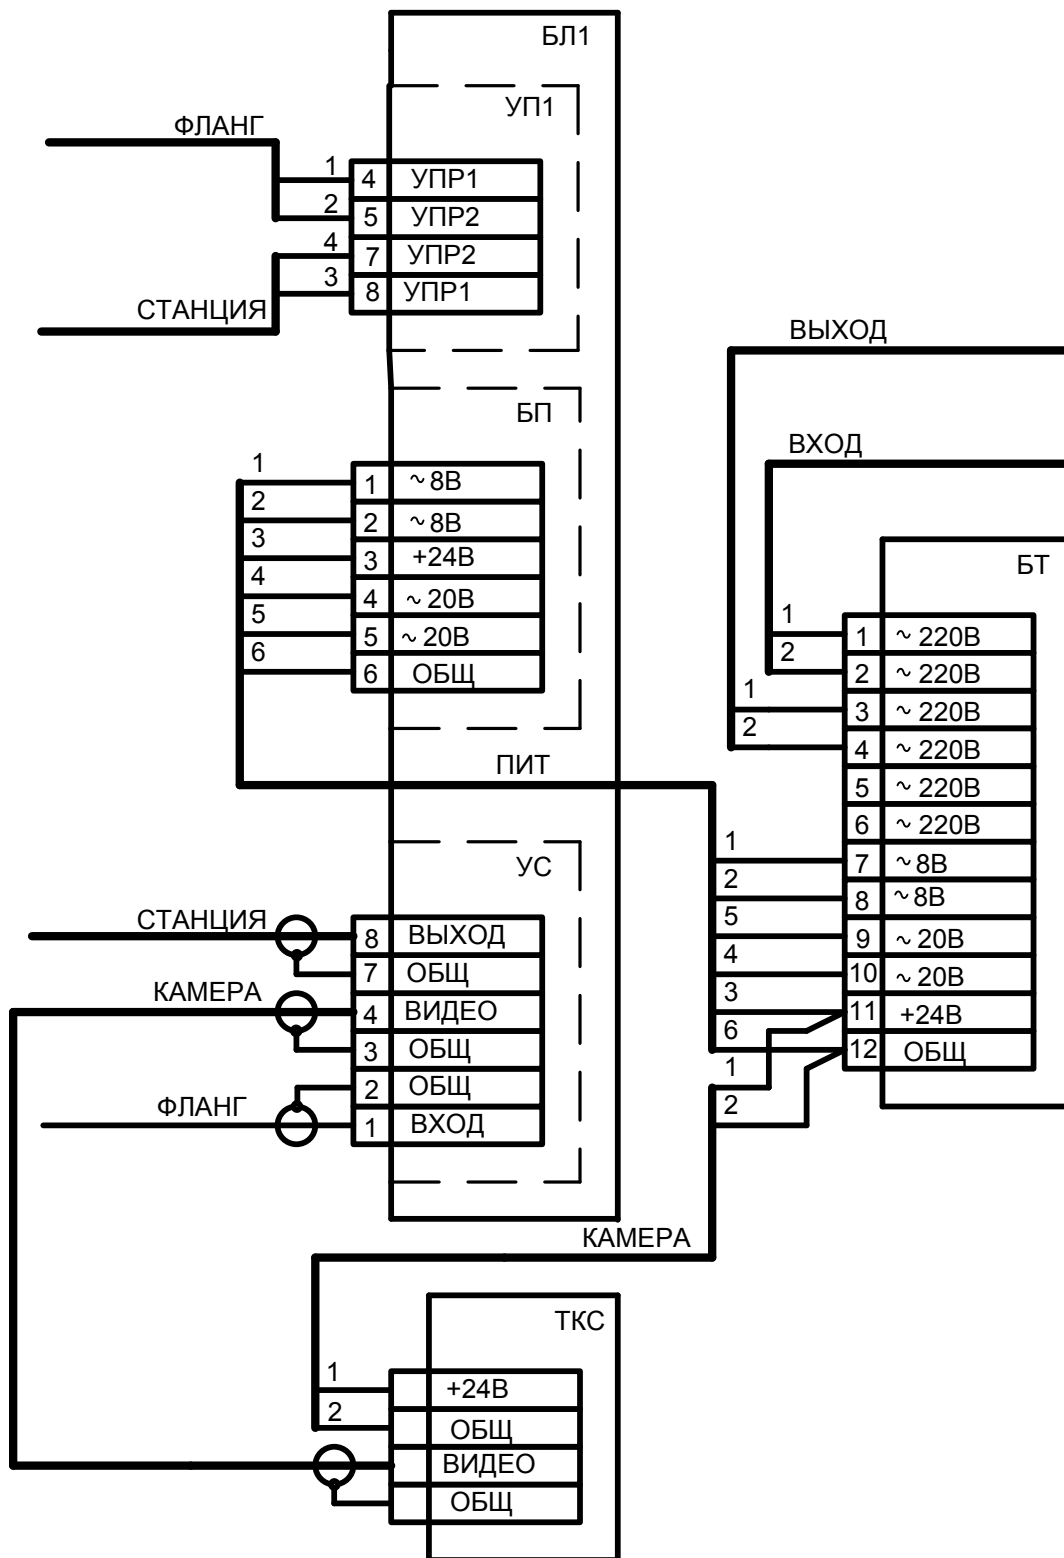 БЛ1
УП1
ФЛАНГ
1 4 УПР1
2 5 УПР2
4 7 УПР2
3 8 УПР1
СТАНЦИЯ
БП
1 1 ~8В
2 2 ~8В
3 3 +24В
4 4 ~ 20В
5 5 ~ 20В
6 6 ОБЩ
ПИТ
УС
СТАНЦИЯ 8 ВЫХОД
7 ОБЩ
КАМЕРА 4 ВИДЕО
3 ОБЩ
2 ОБЩ
ФЛАНГ 1 ВХОД
ВЫХОД
ВХОД
БТ
1 1 ~ 220В
2 2 ~ 220В
1 3 ~ 220В
2 4 ~ 220В
5 ~ 220В
6 ~ 220В
1 7 ~8В
2 8 ~8В
5 9 ~ 20В
4 10 ~ 20В
3 11 +24В
6 12 ОБЩ
1
2
КАМЕРА
ТКС
1 +24В
2 ОБЩ
ВИДЕО
ОБЩ